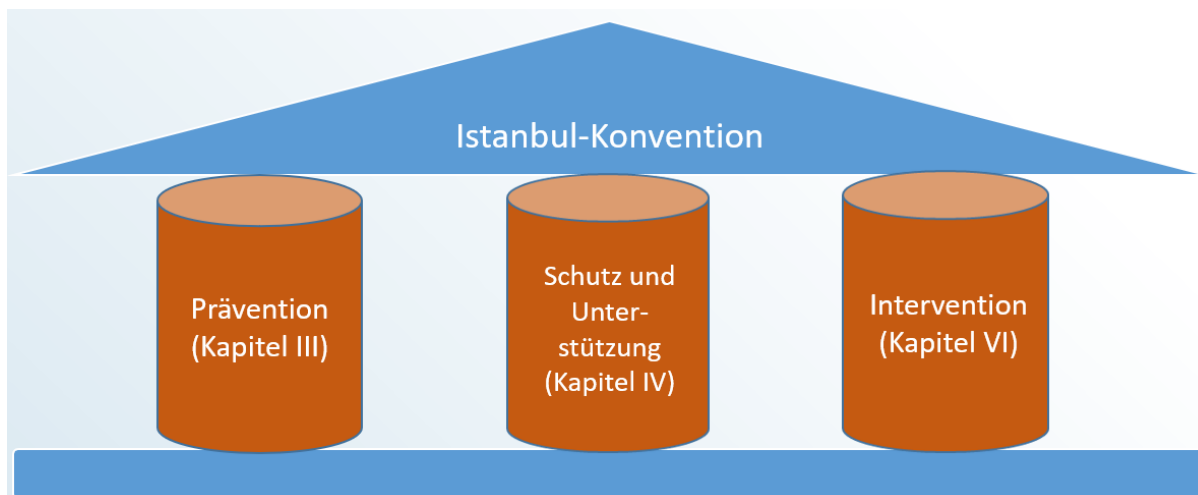 Istanbul-Konvention
Prävention
(Kapitel III)
Schutz und
Unter-
stützung
(Kapitel IV)
Intervention
(Kapitel VI)